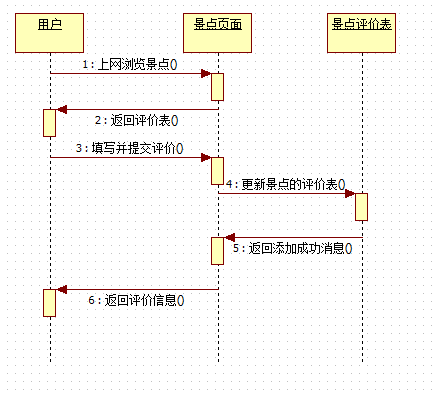 用户
景点页面
景点评价表
1：上网浏览景点()
2：返回评价表()
3：填写并提交评价()
4：更新景点的评价表()
5：返回添加成功消息()
6：返回评价信息()